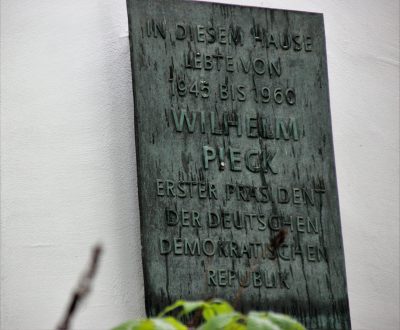 IN DIESEM HAUSE
LEBTE VON
1945 BIS 1960
WILHELM
PIECK
ERSTER PRÄSIDENT
DER DEUTSCHEN
DEMOKRATISCHEN
REPUBLIK